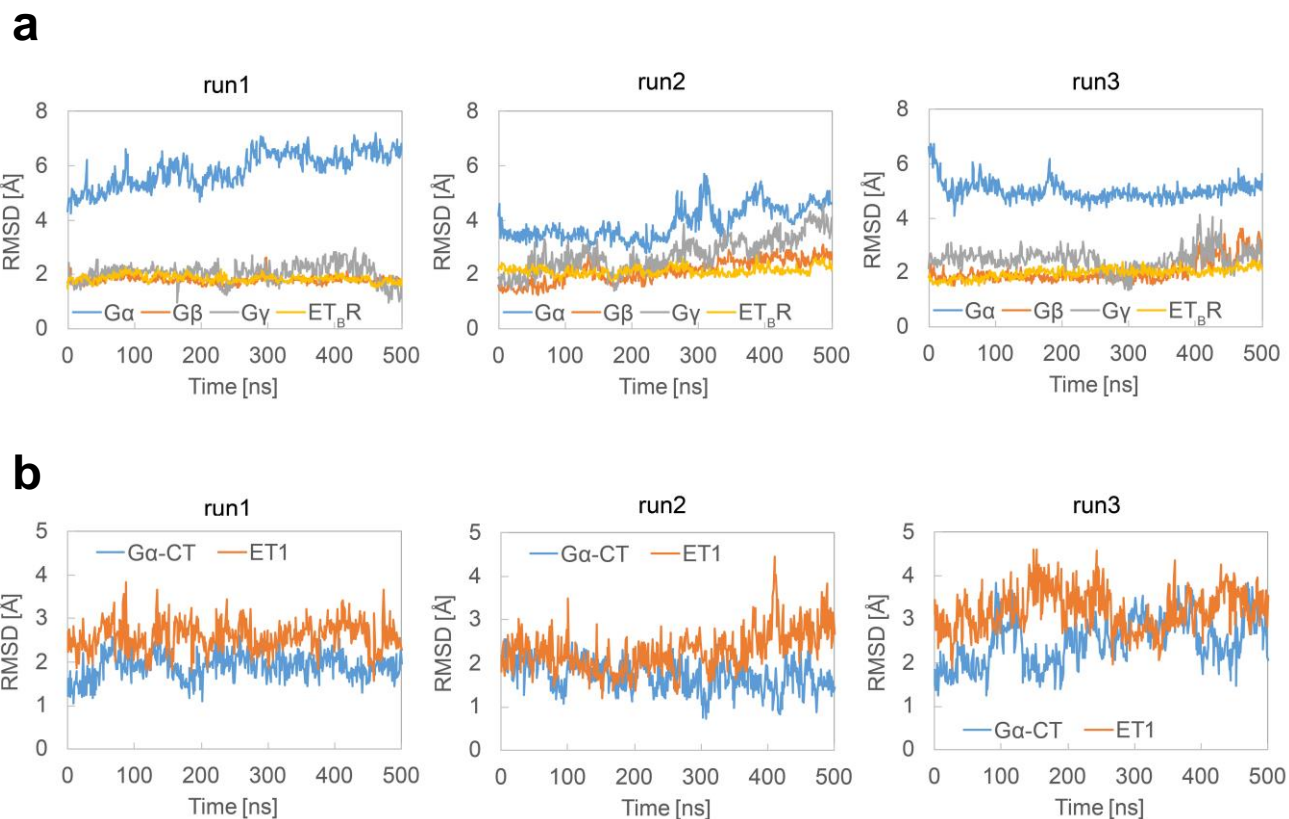 a
run1 run2 run3
8 8 8
6 6 6
4 4 4
2 2 2
0 0 0
RMSD [Å] RMSD [Å] RMSD [Å]
Gα Gβ Gγ ET_BR Gα Gβ Gγ ET_BR Gα Gβ Gγ ET_BR
0 100 200 300 400 500 0 100 200 300 400 500 0 100 200 300 400 500
Time [ns] Time [ns] Time [ns]
b
run1 run2 run3
5 5 5
Gα-CT ET1 Gα-CT ET1
4 4 4
3 3 3
2 2 2
1 1 1
RMSD [Å] RMSD [Å] RMSD [Å]
Gα-CT ET1
0 0 0
0 100 200 300 400 500 0 100 200 300 400 500 0 100 200 300 400 500
Time [ns] Time [ns] Time [ns]